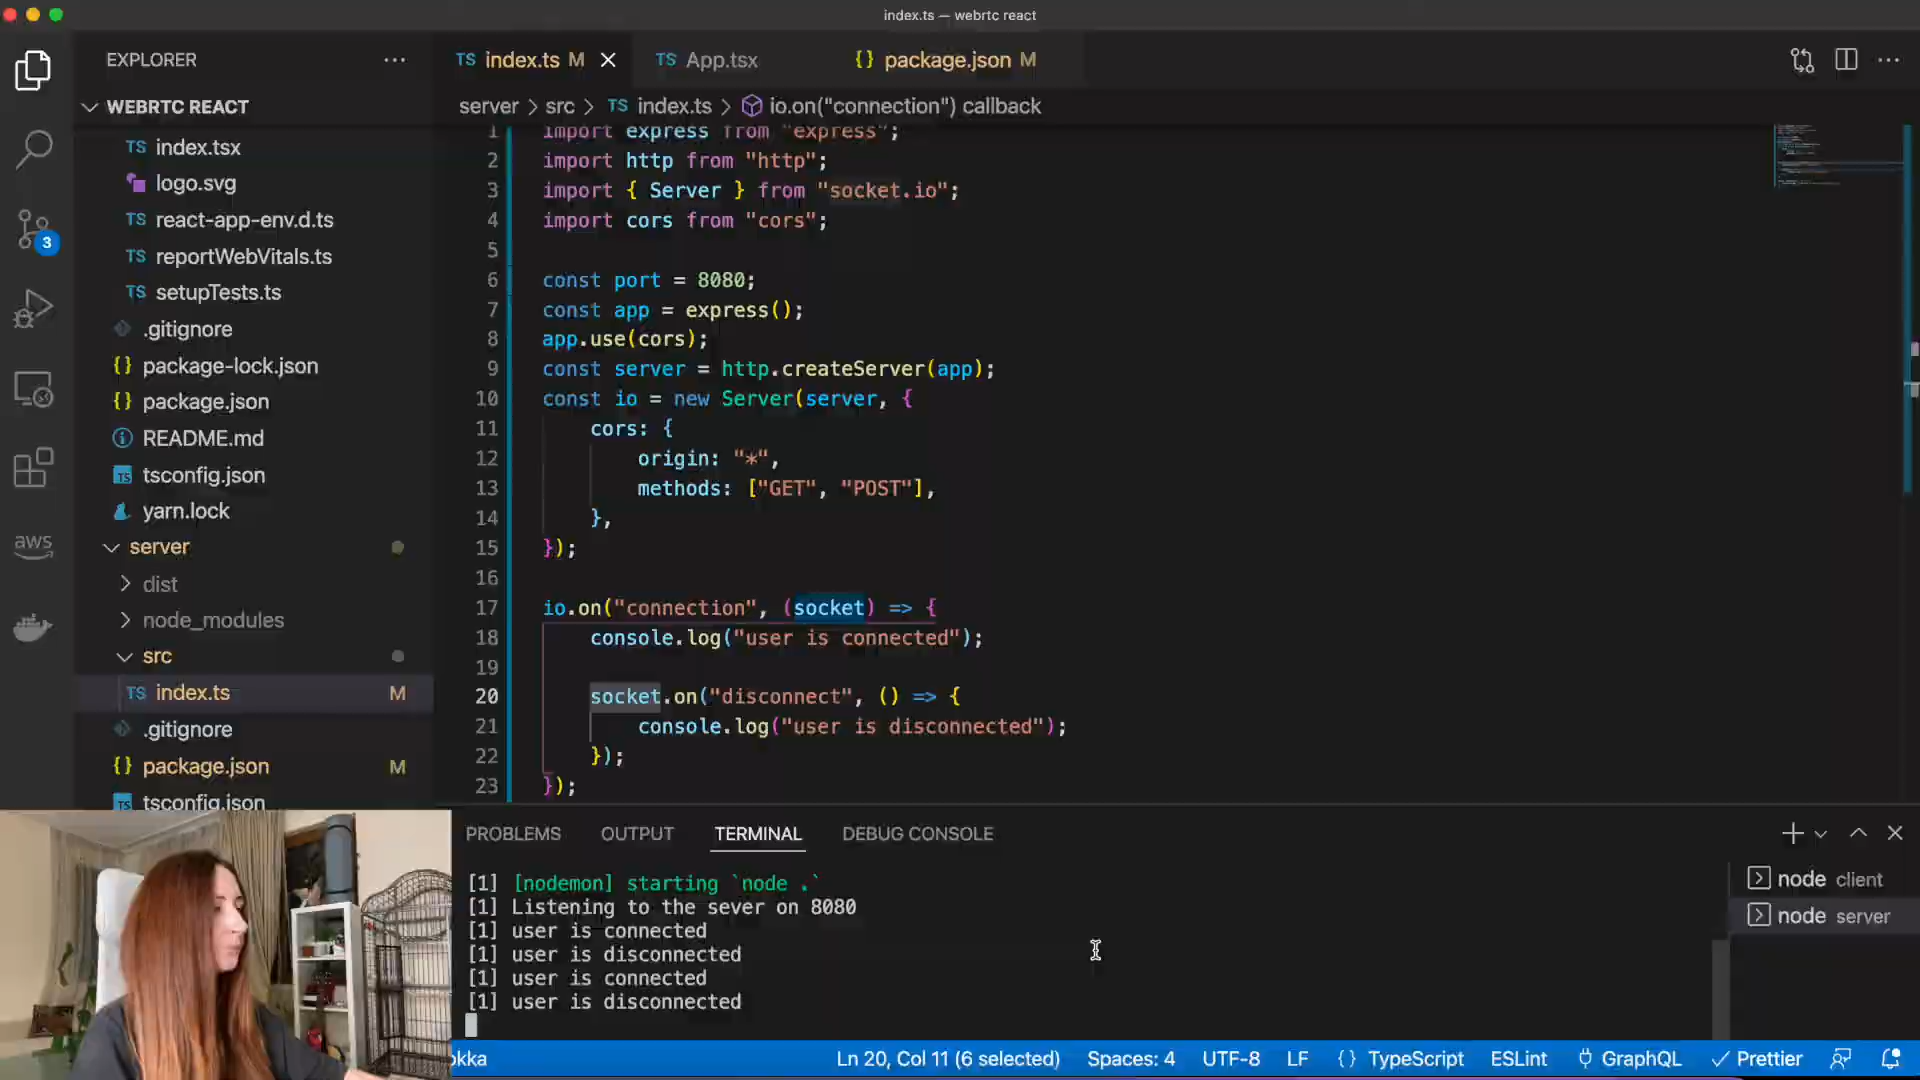 index.ts — webrtc react
EXPLORER
TS index.ts M
TS App.tsx
{} package.json M
WEBRTC REACT
server > src > TS index.ts > io.on("connection") callback
TS index.tsx
logo.svg
TS react-app-env.d.ts
TS reportWebVitals.ts
TS setupTests.ts
.gitignore
{} package-lock.json
{} package.json
README.md
TS tsconfig.json
yarn.lock
server
dist
node_modules
src
TS index.ts M
.gitignore
{} package.json M
TS tsconfig.json
3
aws
1 import express from "express";
2 import http from "http";
3 import { Server } from "socket.io";
4 import cors from "cors";
5
6 const port = 8080;
7 const app = express();
8 app.use(cors);
9 const server = http.createServer(app);
10 const io = new Server(server, {
11 cors: {
12 origin: "*",
13 methods: ["GET", "POST"],
14 },
15 });
16
17 io.on("connection", (socket) => {
18 console.log("user is connected");
19
20 socket.on("disconnect", () => {
21 console.log("user is disconnected");
22 });
23 });
PROBLEMS OUTPUT TERMINAL DEBUG CONSOLE
[1] [nodemon] starting `node .`
[1] Listening to the sever on 8080
[1] user is connected
[1] user is disconnected
[1] user is connected
[1] user is disconnected
node client
node server
okka
Ln 20, Col 11 (6 selected) Spaces: 4 UTF-8 LF {} TypeScript ESLint GraphQL ✓ Prettier